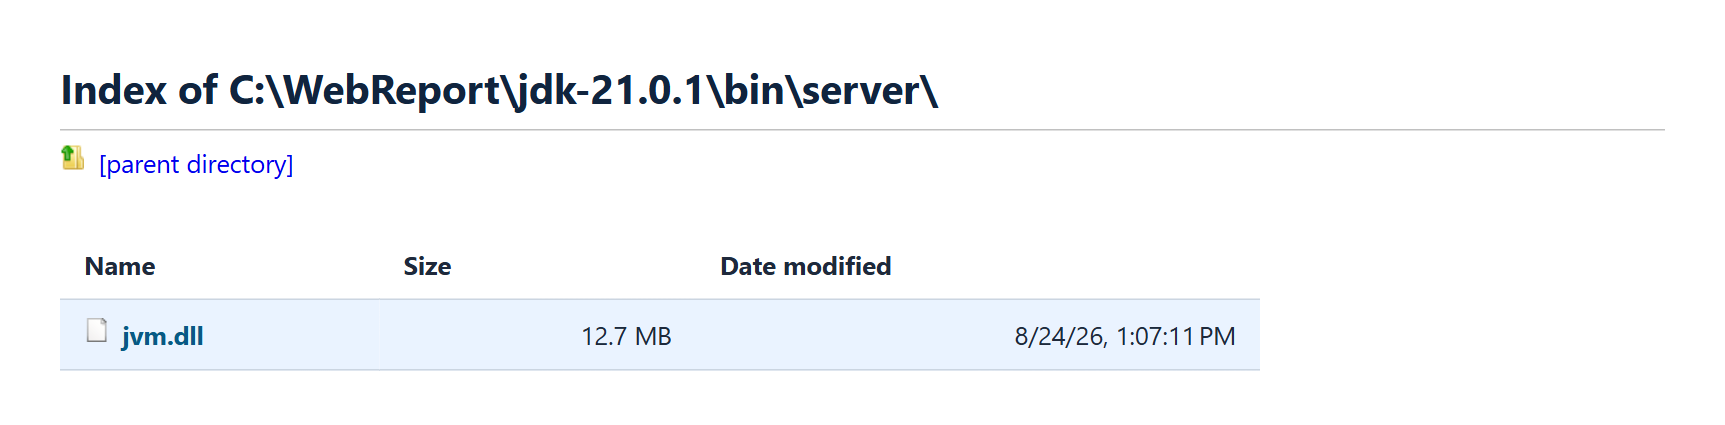 Index of C:\WebReport\jdk-21.0.1\bin\server\
[parent directory]
Name Size Date modified
jvm.dll 12.7 MB 8/24/26, 1:07:11 PM